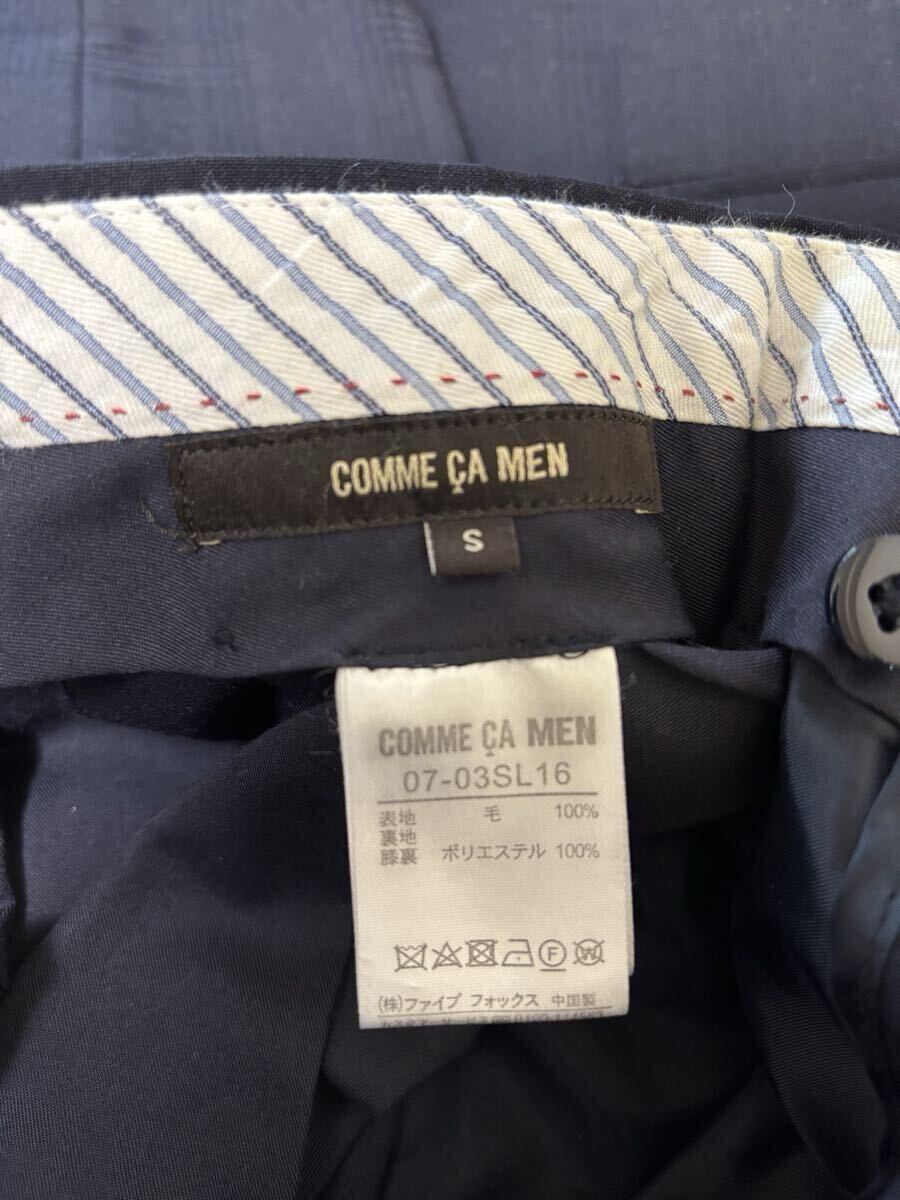 COMME ÇA MEN
S
COMME ÇA MEN
07-03SL16
表地 毛 100%
裏地
膝裏 ポリエステル 100%
F W
(株)ファイブ フォックス 中国製